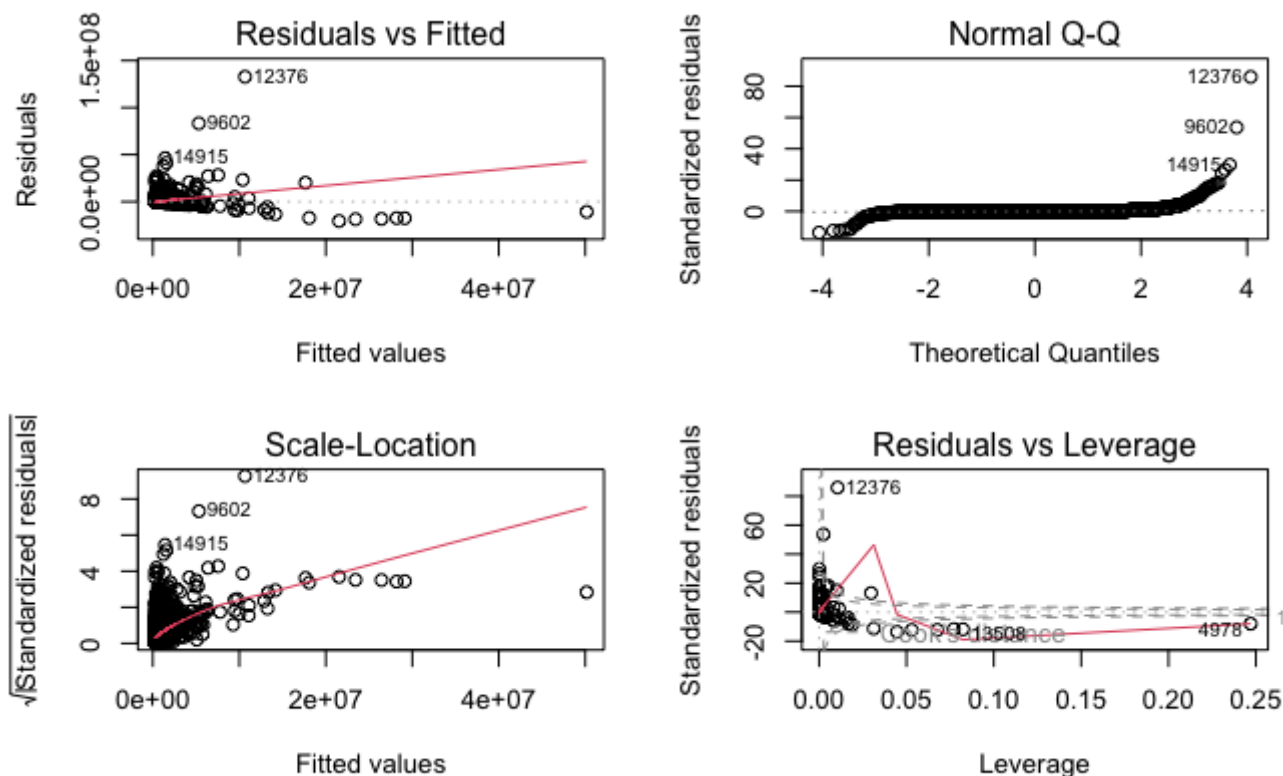 Residuals vs Fitted
Residuals
0.0e+00
1.5e+08
12376
9602
14915
0e+00
2e+07
4e+07
Fitted values
Normal Q-Q
Standardized residuals
0
40
80
12376
9602
14915
-4
-2
0
2
4
Theoretical Quantiles
Scale-Location
√|Standardized residuals|
0
4
8
12376
9602
14915
0e+00
2e+07
4e+07
Fitted values
Residuals vs Leverage
Standardized residuals
-20
20
60
12376
13508
4978
Cook's distance
1
0.00
0.05
0.10
0.15
0.20
0.25
Leverage